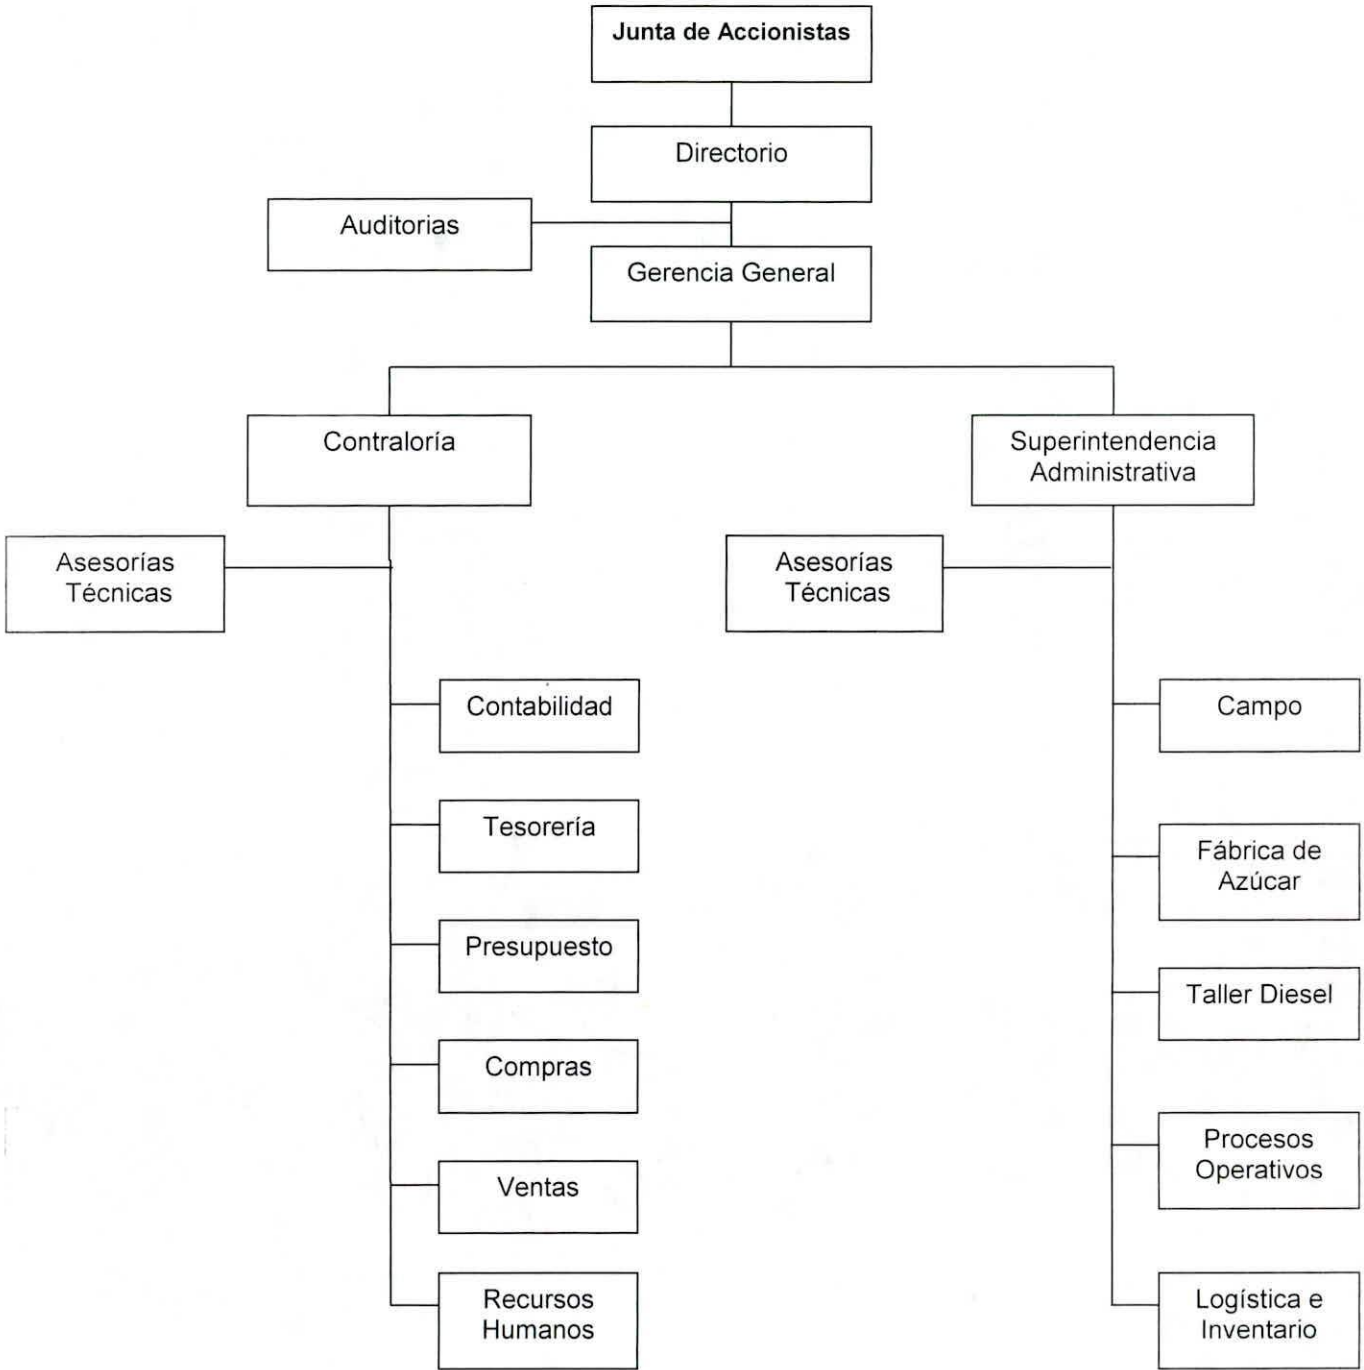 Junta de Accionistas
Directorio
Auditorias
Gerencia General
Contraloría
Superintendencia
Administrativa
Asesorías
Técnicas
Asesorías
Técnicas
Contabilidad
Campo
Tesorería
Fábrica de
Azúcar
Presupuesto
Taller Diesel
Compras
Procesos
Operativos
Ventas
Recursos
Humanos
Logística e
Inventario